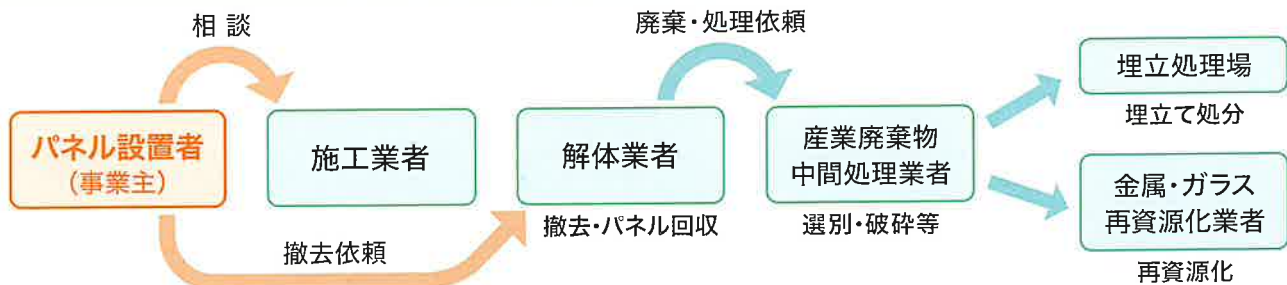 相 談
廃棄・処理依頼
パネル設置者
(事業主)
施工業者
解体業者
撤去・パネル回収
産業廃棄物
中間処理業者
選別・破砕等
埋立処理場
埋立て処分
金属・ガラス
再資源化業者
再資源化
撤去依頼